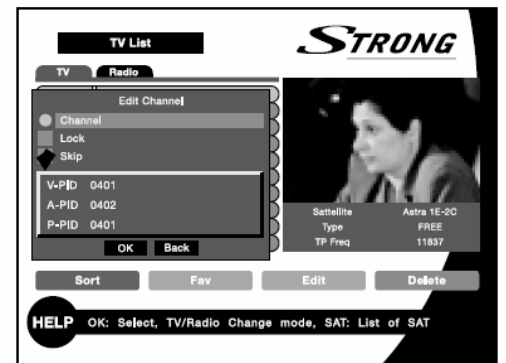 TV List
STRONG
TV Radio
Edit Channel
Channel
Lock
Skip
V-PID 0401
A-PID 0402
P-PID 0401
OK Back
Sattellite Astra 1E-2C
Type FREE
TP Freq 11837
Sort Fav Edit Delete
HELP OK: Select, TV/Radio Change mode, SAT: List of SAT